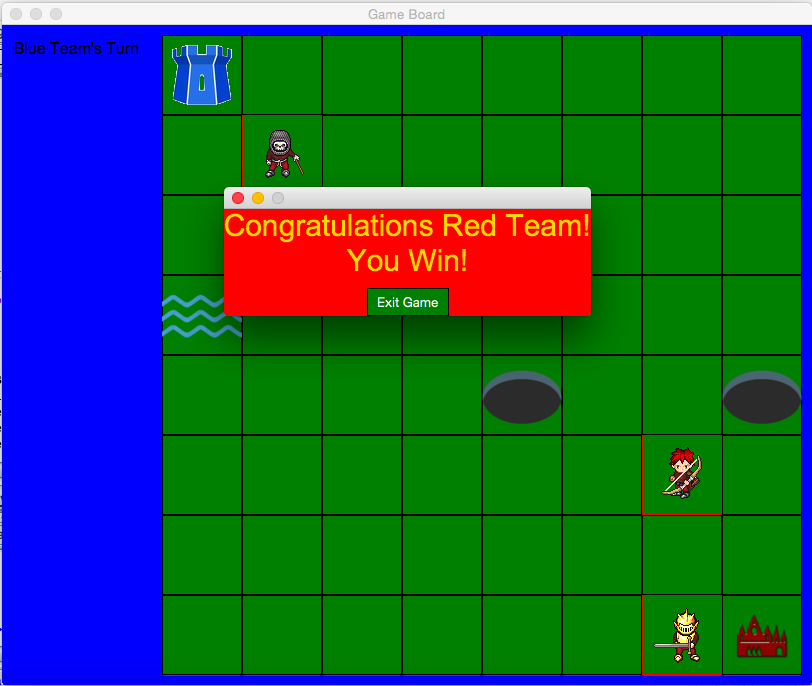 Game Board
Blue Team's Turn
Congratulations Red Team!
You Win!
Exit Game